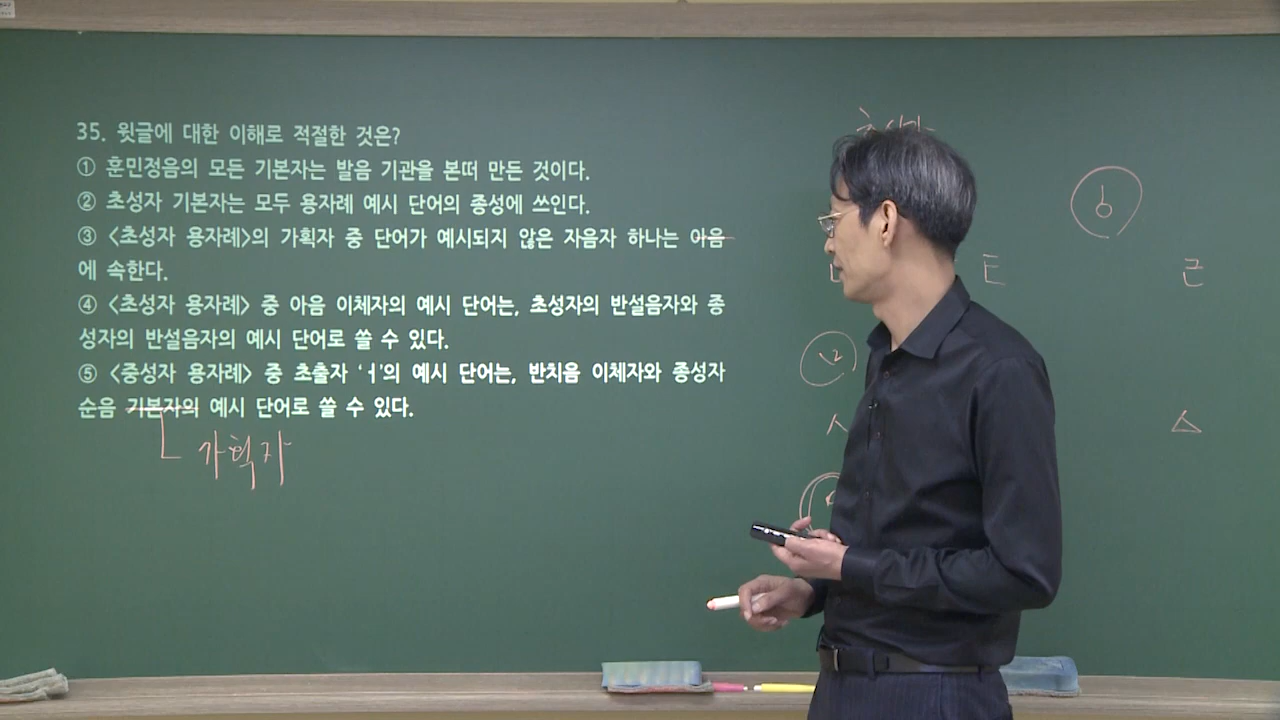 35. 윗글에 대한 이해로 적절한 것은?
① 훈민정음의 모든 기본자는 발음 기관을 본떠 만든 것이다.
② 초성자 기본자는 모두 용자례 예시 단어의 종성에 쓰인다.
③ <초성자 용자례>의 가획자 중 단어가 예시되지 않은 자음자 하나는 아음
에 속한다.
④ <초성자 용자례> 중 아음 이체자의 예시 단어는, 초성자의 반설음자와 종
성자의 반설음자의 예시 단어로 쓸 수 있다.
⑤ <중성자 용자례> 중 초출자 'ㅓ'의 예시 단어는, 반치음 이체자와 종성자
순음 기본자의 예시 단어로 쓸 수 있다.
가획자
ㆁ
ㄴ ㅌ ㄹ
ㅅ ㅿ